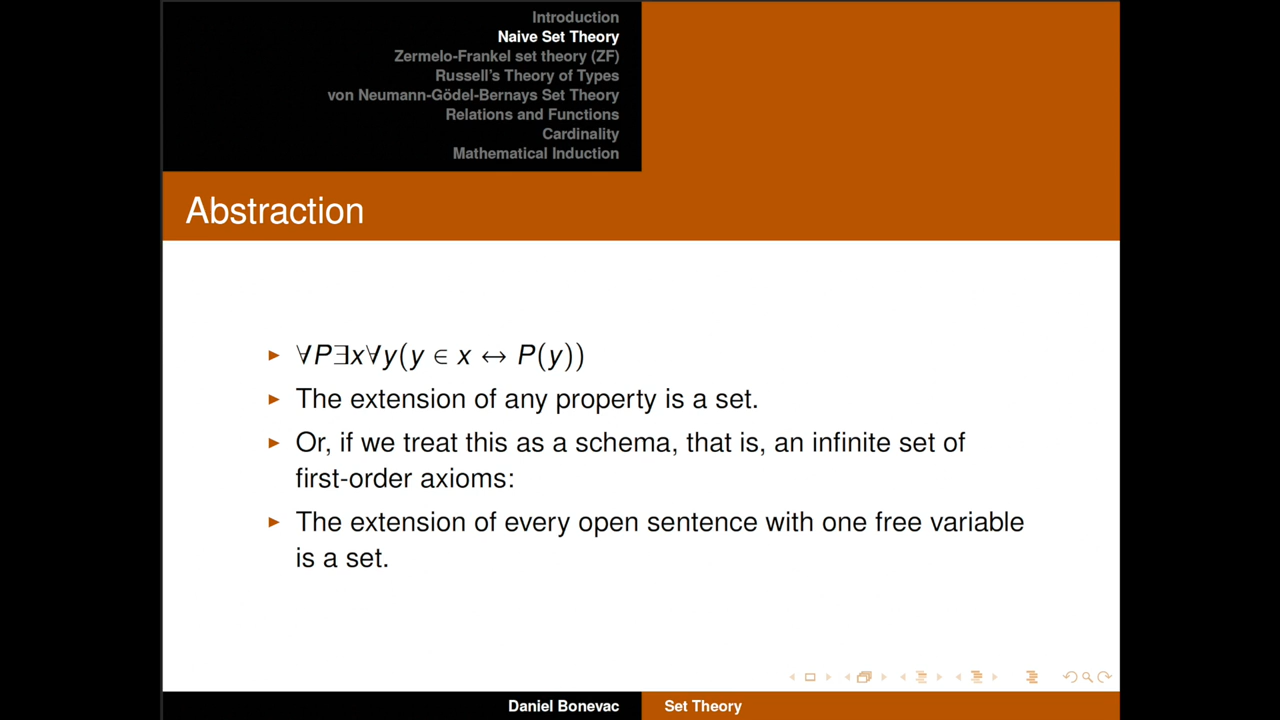 Introduction
Naive Set Theory
Zermelo-Frankel set theory (ZF)
Russell's Theory of Types
von Neumann-Gödel-Bernays Set Theory
Relations and Functions
Cardinality
Mathematical Induction
Abstraction
∀P∃x∀y(y ∈ x ↔ P(y))
The extension of any property is a set.
Or, if we treat this as a schema, that is, an infinite set of
first-order axioms:
The extension of every open sentence with one free variable
is a set.
Daniel Bonevac
Set Theory